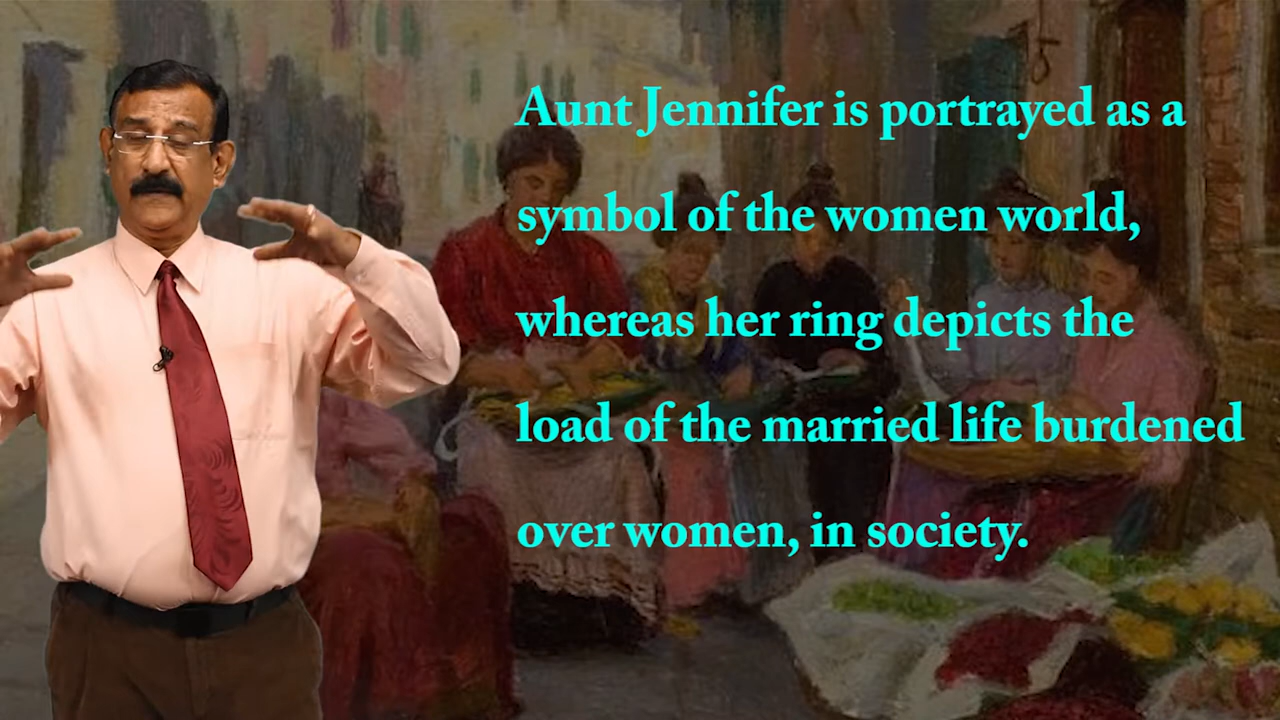 Aunt Jennifer is portrayed as a
symbol of the women world,
whereas her ring depicts the
load of the married life burdened
over women, in society.